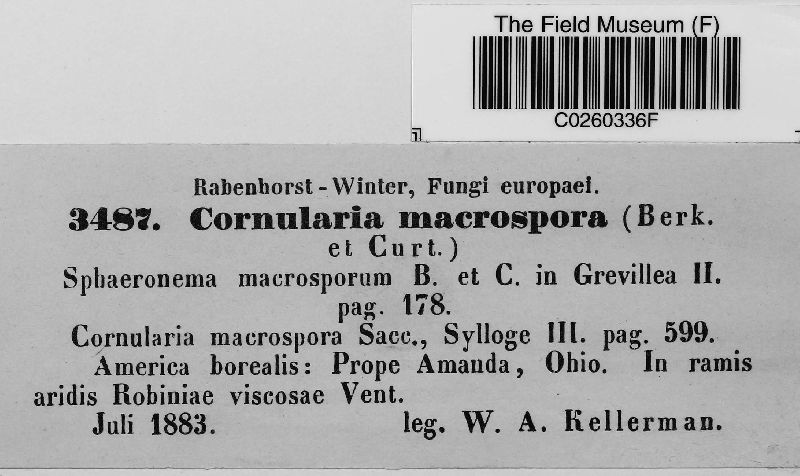 The Field Museum (F)
C0260336F
Rabenhorst-Winter, Fungi europaei.
3487. Cornularia macrospora (Berk.
et Curt.)
Sphaeronema macrosporum B. et C. in Grevillea II.
pag. 178.
Cornularia macrospora Sacc., Sylloge III. pag. 599.
America borealis: Prope Amanda, Ohio. In ramis
aridis Robiniae viscosae Vent.
Juli 1883. leg. W. A. Kellerman.